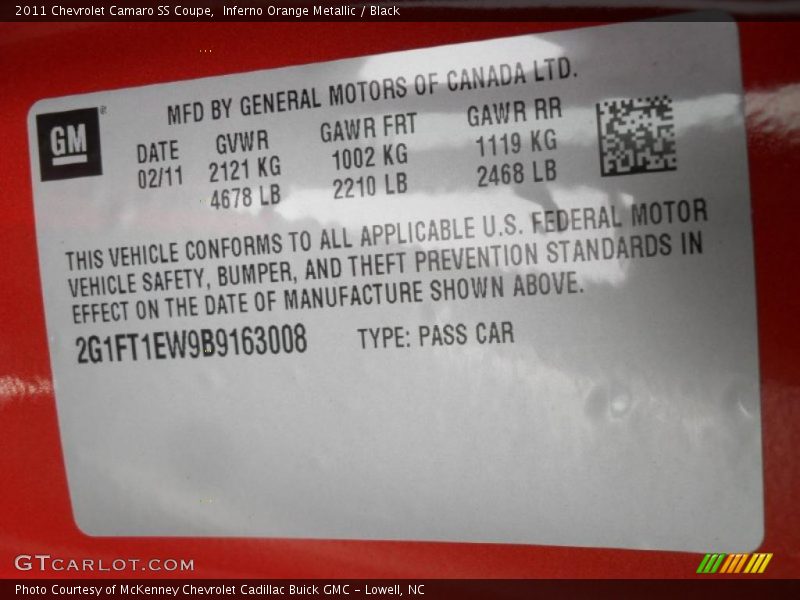 2011 Chevrolet Camaro SS Coupe,  Inferno Orange Metallic / Black
MFD BY GENERAL MOTORS OF CANADA LTD.
GM ®
DATE GVWR GAWR FRT GAWR RR
02/11 2121 KG 1002 KG 1119 KG
4678 LB 2210 LB 2468 LB
THIS VEHICLE CONFORMS TO ALL APPLICABLE U.S. FEDERAL MOTOR
VEHICLE SAFETY, BUMPER, AND THEFT PREVENTION STANDARDS IN
EFFECT ON THE DATE OF MANUFACTURE SHOWN ABOVE.
2G1FT1EW9B9163008 TYPE: PASS CAR
GTCARLOT.COM
Photo Courtesy of McKenney Chevrolet Cadillac Buick GMC - Lowell, NC